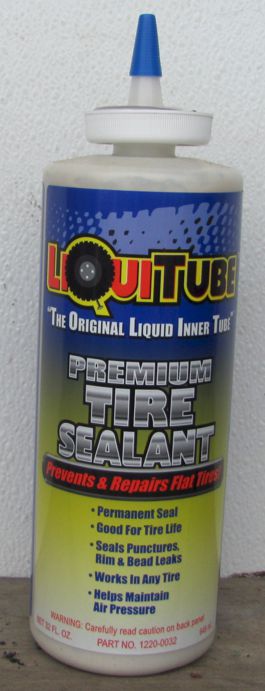 LIQUITUBE
"THE ORIGINAL LIQUID INNER TUBE"
PREMIUM
TIRE
SEALANT
Prevents & Repairs Flat Tires!
• Permanent Seal
• Good For Tire Life
• Seals Punctures,
Rim & Bead Leaks
• Works In Any Tire
• Helps Maintain
Air Pressure
WARNING: Carefully read caution on back panel
NET 32 FL. OZ.
PART NO. 1220-0032